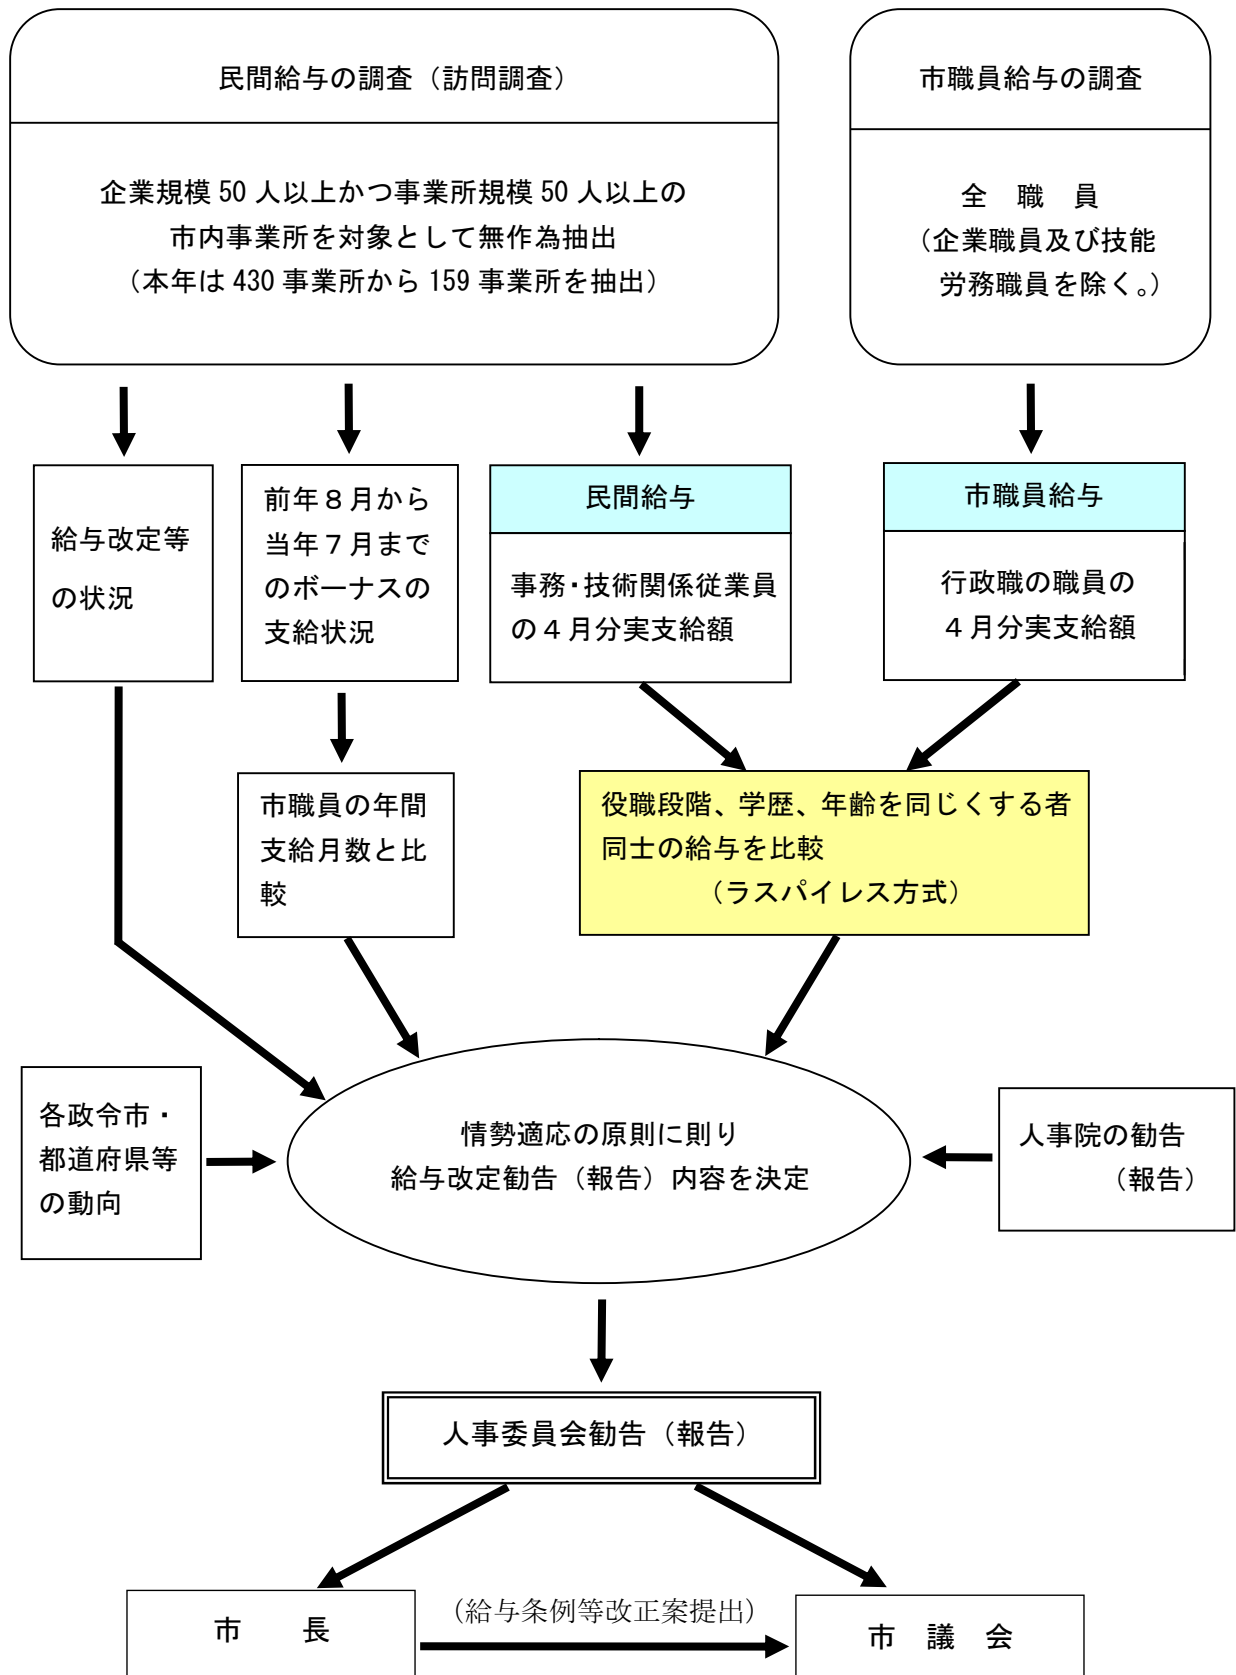 民間給与の調査（訪問調査）
企業規模 50 人以上かつ事業所規模 50 人以上の
市内事業所を対象として無作為抽出
（本年は 430 事業所から 159 事業所を抽出）
市職員給与の調査
全　職　員
（企業職員及び技能
労務職員を除く。）
給与改定等
の状況
前年８月から
当年７月まで
のボーナスの
支給状況
民間給与
事務・技術関係従業員
の４月分実支給額
市職員給与
行政職の職員の
４月分実支給額
市職員の年間
支給月数と比
較
役職段階、学歴、年齢を同じくする者
同士の給与を比較
（ラスパイレス方式）
各政令市・
都道府県等
の動向
情勢適応の原則に則り
給与改定勧告（報告）内容を決定
人事院の勧告
（報告）
人事委員会勧告（報告）
市　　長
（給与条例等改正案提出）
市　議　会